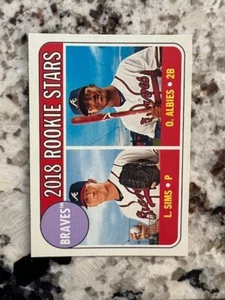 2018 ROOKIE STARS
BRAVES
L. SIMS • P
O. ALBIES • 2B